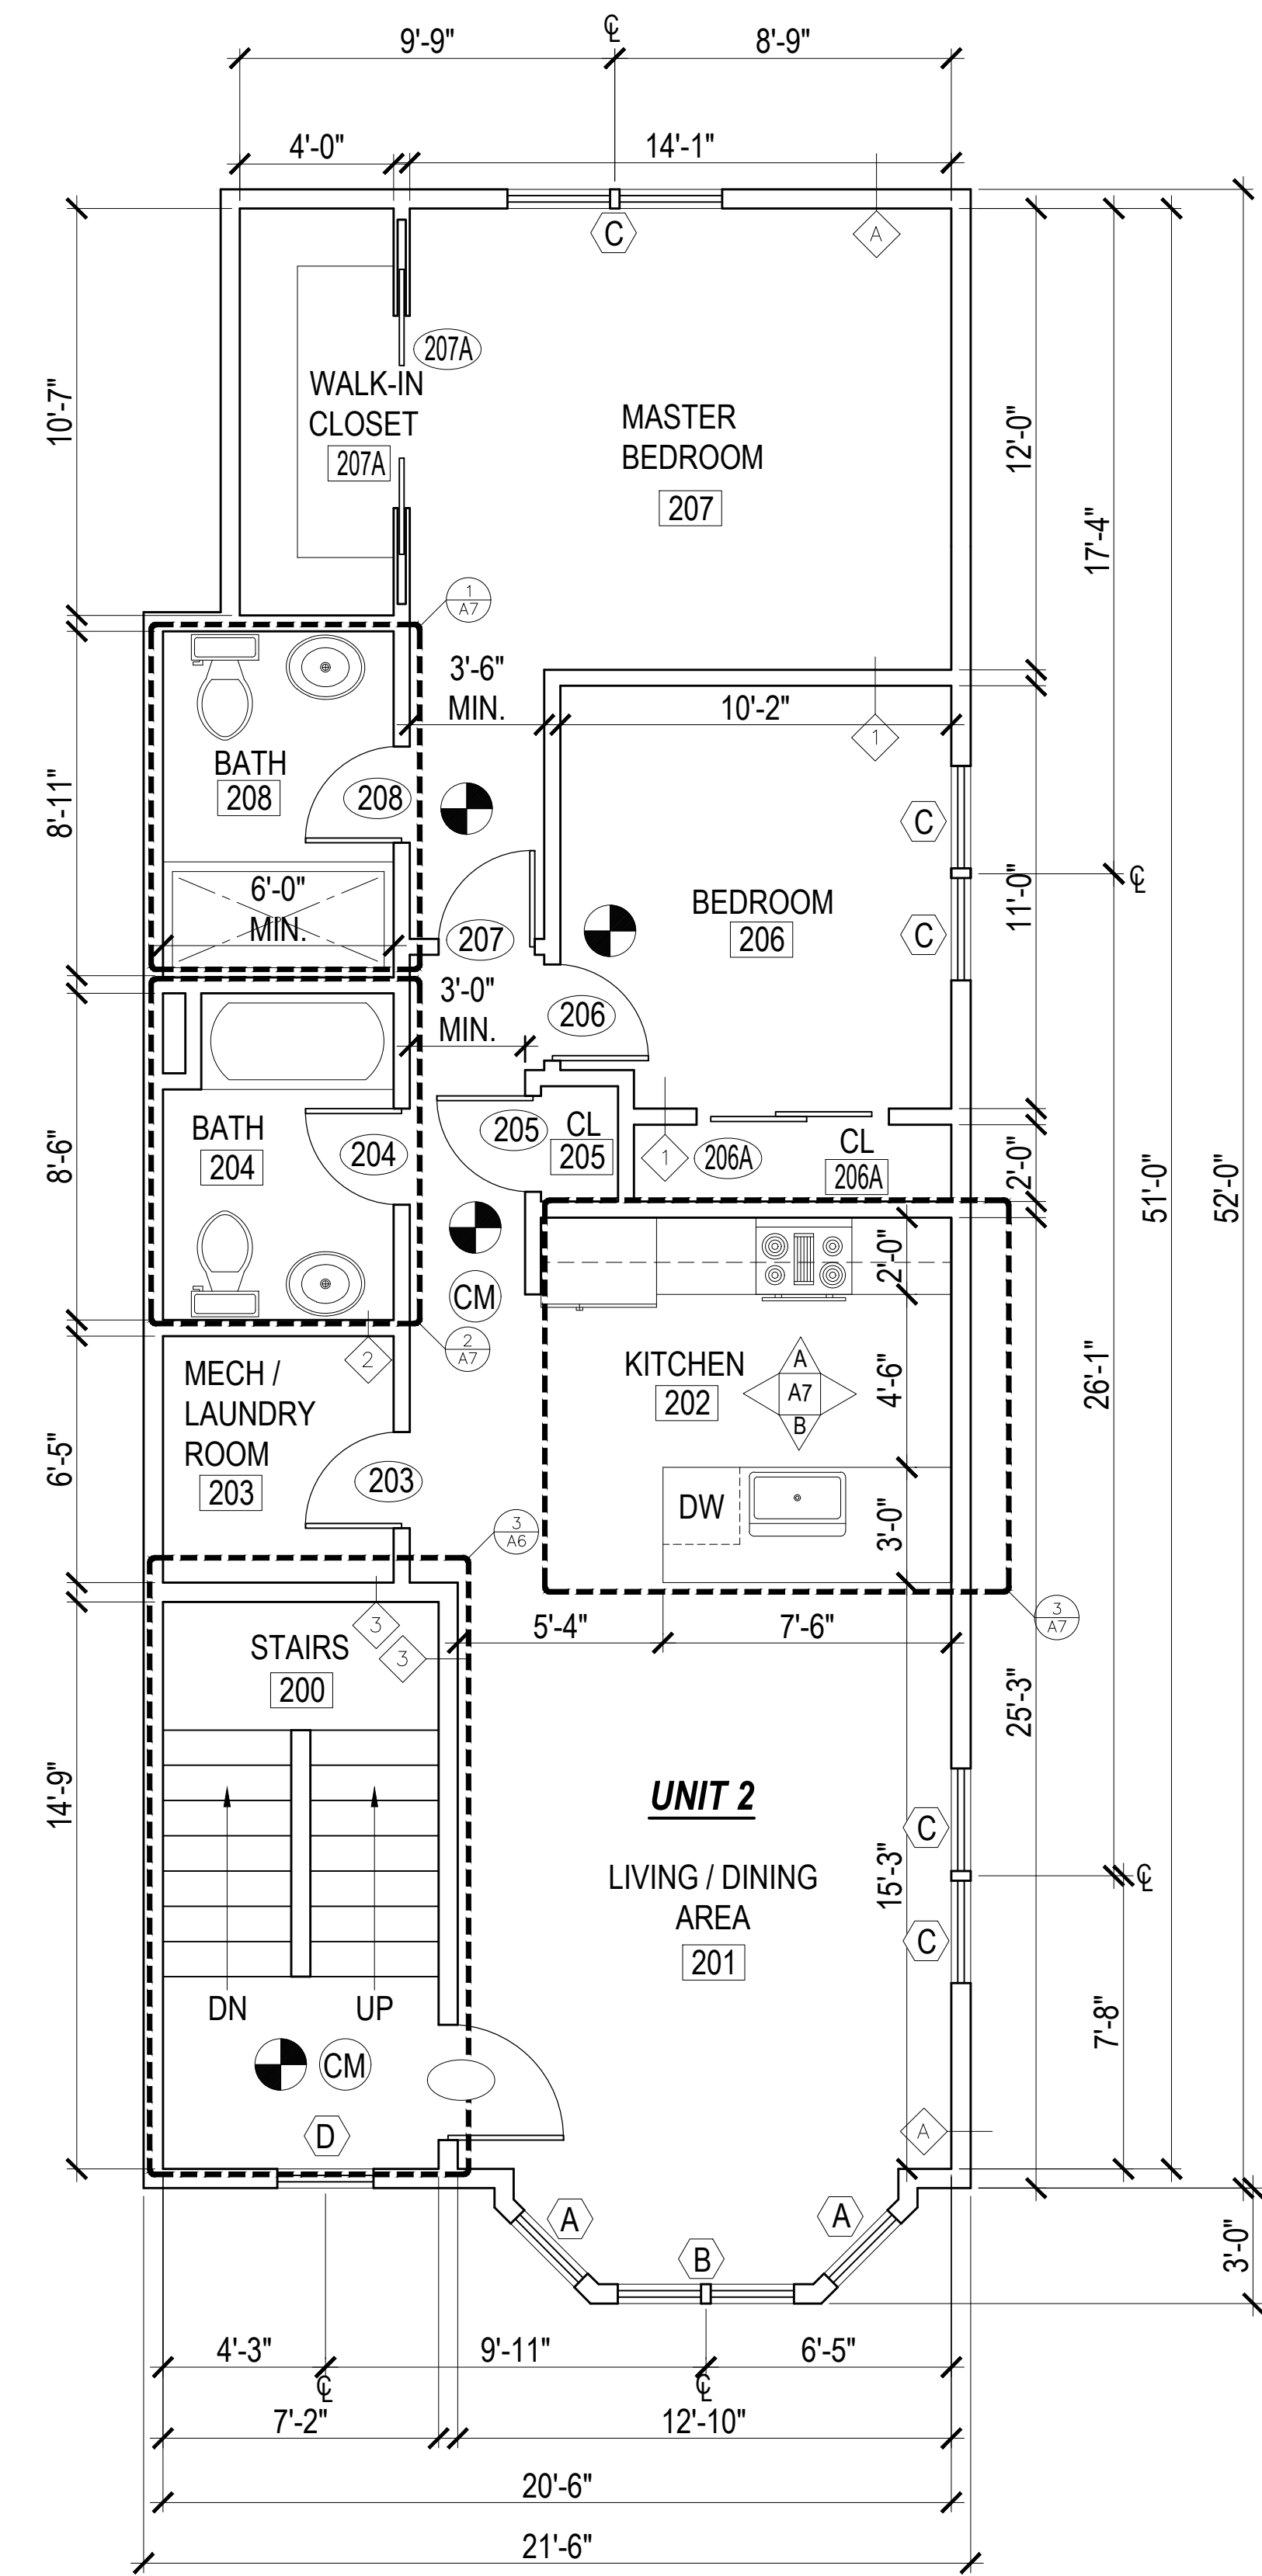 ℄
9'-9"
8'-9"
4'-0"
14'-1"
C
A
207A
WALK-IN
CLOSET
207A
MASTER
BEDROOM
207
10'-7"
12'-0"
17'-4"
1
A7
3'-6"
MIN.
10'-2"
1
BATH
208
208
C
8'-11"
℄
6'-0"
MIN.
207
BEDROOM
206
C
11'-0"
3'-0"
MIN.
206
BATH
204
204
205
CL
205
1
206A
CL
206A
8'-6"
2'-0"
51'-0"
52'-0"
2'-0"
CM
2
A7
2
MECH /
LAUNDRY
ROOM
203
203
KITCHEN
202
A
A7
B
4'-6"
26'-1"
6'-5"
DW
3'-0"
3
A6
3
A7
3
3
5'-4"
7'-6"
STAIRS
200
25'-3"
14'-9"
UNIT 2
C
℄
LIVING / DINING
AREA
201
15'-3"
C
DN
UP
7'-8"
CM
D
A
A
A
B
3'-0"
4'-3"
9'-11"
6'-5"
℄
℄
7'-2"
12'-10"
20'-6"
21'-6"